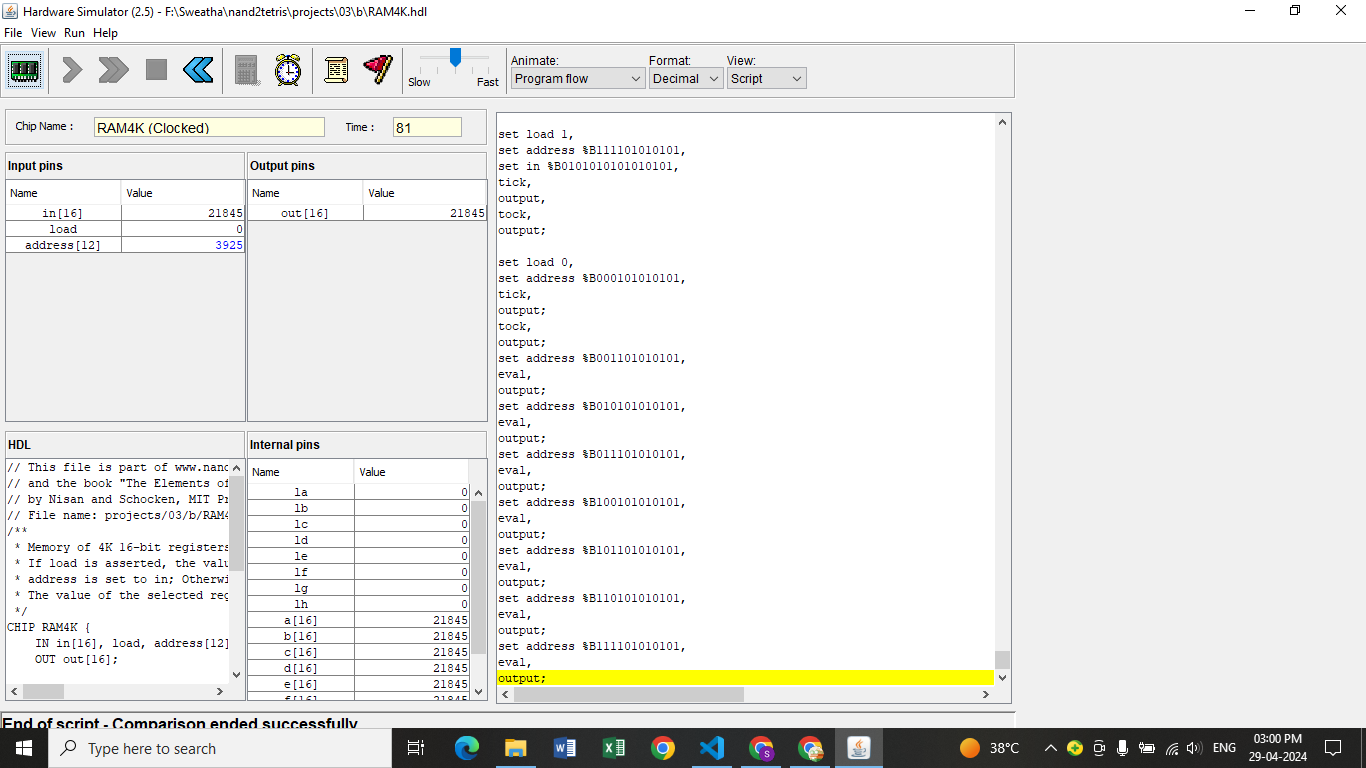 Hardware Simulator (2.5) - F:\Sweatha\nand2tetris\projects\03\b\RAM4K.hdl
File View Run Help
Slow Fast
Animate: Format: View:
Program flow Decimal Script
Chip Name : RAM4K (Clocked) Time : 81
Input pins
Name Value
in[16] 21845
load 0
address[12] 3925
Output pins
Name Value
out[16] 21845
HDL
// This file is part of www.nand
// and the book "The Elements of
// by Nisan and Schocken, MIT Pr
// File name: projects/03/b/RAM4
/**
* Memory of 4K 16-bit registers
* If load is asserted, the valu
* address is set to in; Otherwi
* The value of the selected reg
*/
CHIP RAM4K {
IN in[16], load, address[12]
OUT out[16];
Internal pins
Name Value
la 0
lb 0
lc 0
ld 0
le 0
lf 0
lg 0
lh 0
a[16] 21845
b[16] 21845
c[16] 21845
d[16] 21845
e[16] 21845
f[16] 21845
set load 1,
set address %B111101010101,
set in %B0101010101010101,
tick,
output,
tock,
output;
set load 0,
set address %B000101010101,
tick,
output;
tock,
output;
set address %B001101010101,
eval,
output;
set address %B010101010101,
eval,
output;
set address %B011101010101,
eval,
output;
set address %B100101010101,
eval,
output;
set address %B101101010101,
eval,
output;
set address %B110101010101,
eval,
output;
set address %B111101010101,
eval,
output;
End of script - Comparison ended successfully
Type here to search
38°C
ENG
03:00 PM
29-04-2024